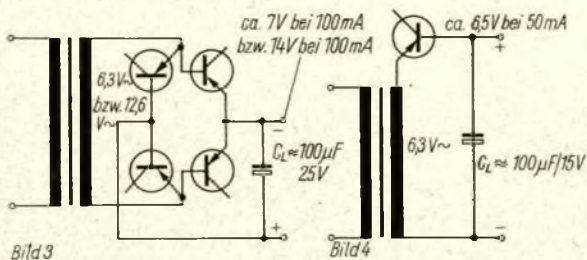 ca. 7V bei 100mA
bzw. 14V bei 100mA
6,3V~
bzw. 12,6
V~
−
C_L≈100µF
25V
+
Bild 3
ca. 6,5V bei 50mA
+
6,3V~
C_L≈100µF/15V
−
Bild 4